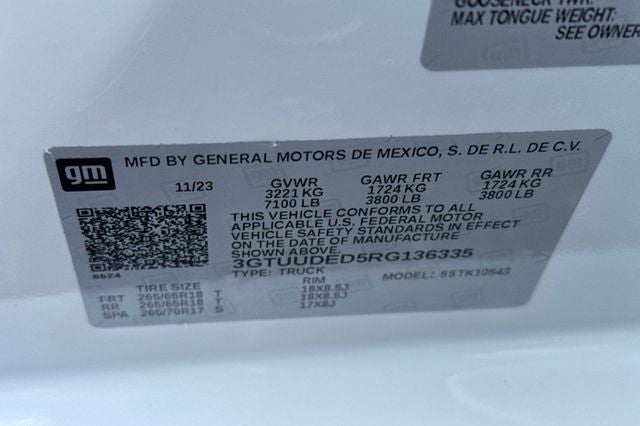 GOOSENECK TWR:
MAX TONGUE WEIGHT:
SEE OWNER
gm
MFD BY GENERAL MOTORS DE MEXICO, S. DE R.L. DE C.V.
11/23 GVWR GAWR FRT GAWR RR
3221 KG 1724 KG 1724 KG
7100 LB 3800 LB 3800 LB
THIS VEHICLE CONFORMS TO ALL
APPLICABLE U.S. FEDERAL MOTOR
VEHICLE SAFETY STANDARDS IN EFFECT
ON THE DATE OF MANUFACTURE SHOWN ABOVE.
3GTUUDED5RG136335
6624
TYPE: TRUCK MODEL: 5STK10543
TIRE SIZE RIM
FRT 265/65R18 T 18X8.5J
RR 265/65R18 T 18X8.5J
SPA 265/70R17 S 17X8J